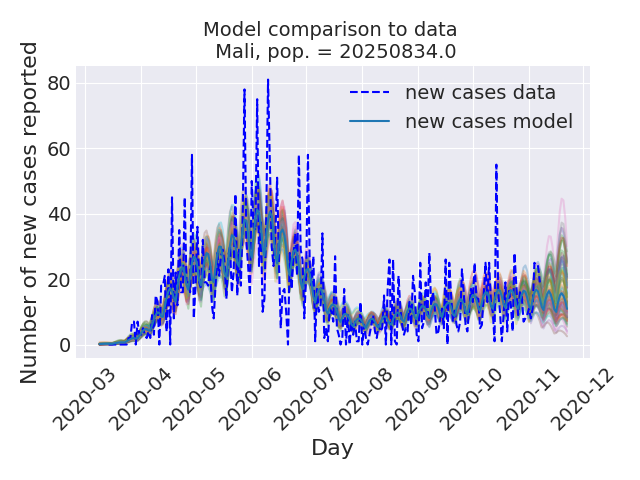 Model comparison to data
Mali, pop. = 20250834.0
Number of new cases reported
80
60
40
20
0
new cases data
new cases model
2020-03
2020-04
2020-05
2020-06
2020-07
2020-08
2020-09
2020-10
2020-11
2020-12
Day